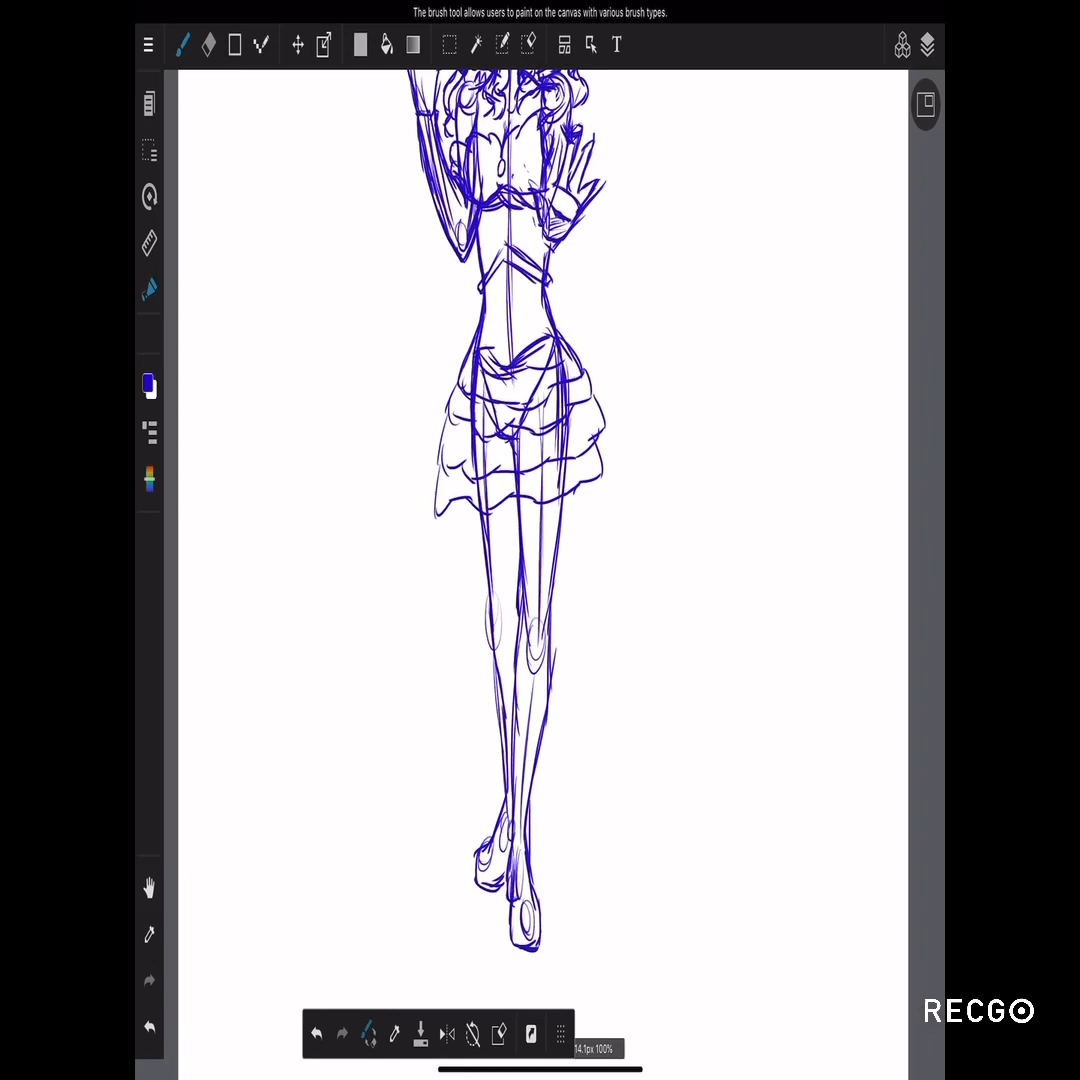 The brush tool allows users to paint on the canvas with various brush types.
T
14.1px 100%
RECGO